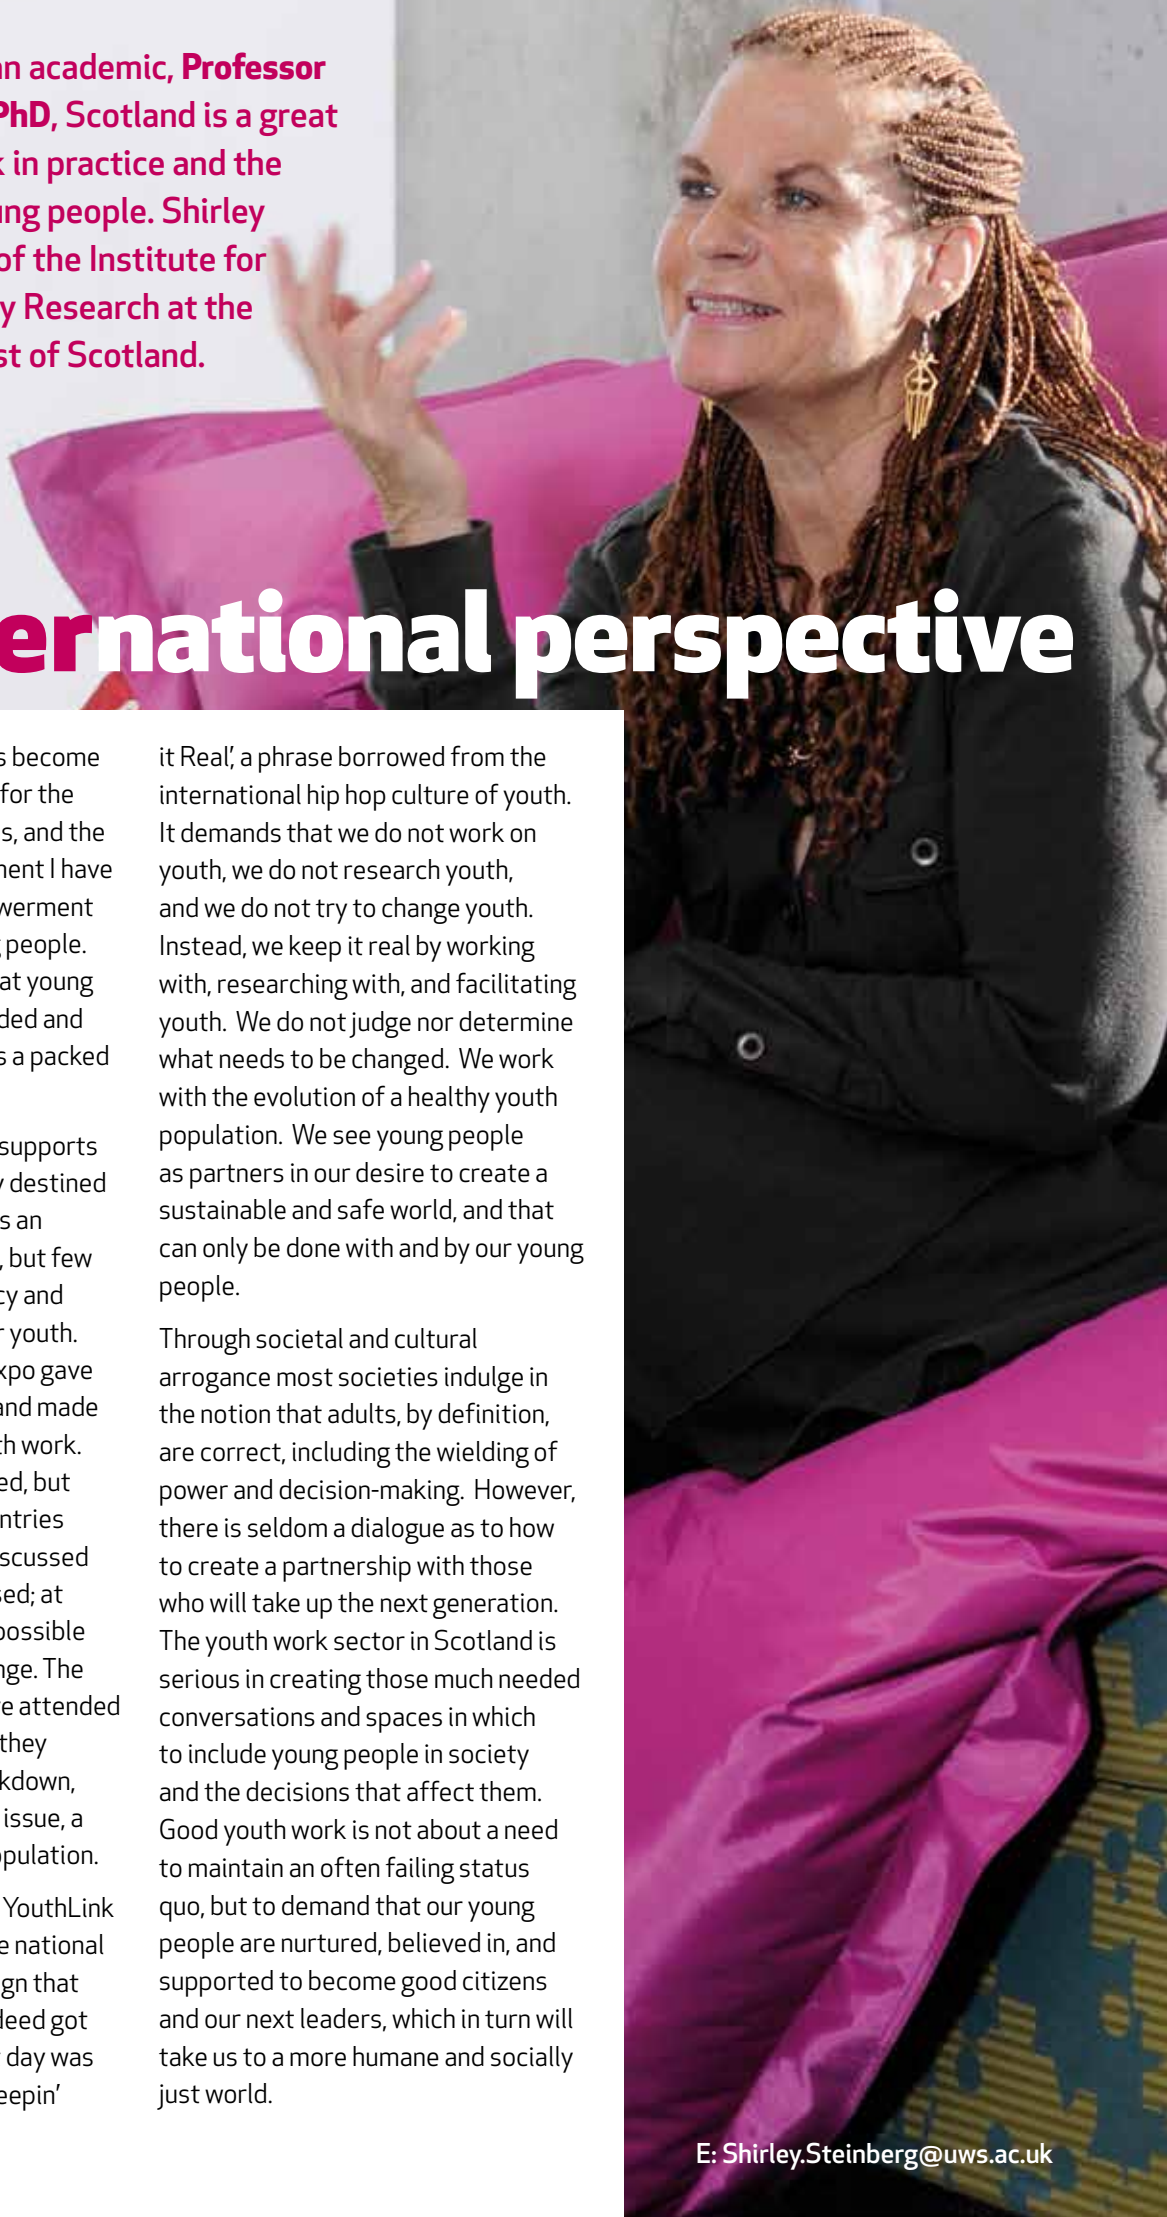 an academic, Professor
PhD, Scotland is a great
k in practice and the
ung people. Shirley
of the Institute for
y Research at the
st of Scotland.
ernational perspective
s become
for the
s, and the
ment I have
werment
g people.
at young
ded and
s a packed
supports
y destined
s an
, but few
cy and
r youth.
xpo gave
and made
th work.
ed, but
ntries
iscussed
sed; at
possible
nge. The
re attended
they
kdown,
issue, a
opulation.
YouthLink
e national
ign that
deed got
day was
eepin’
it Real’, a phrase borrowed from the
international hip hop culture of youth.
It demands that we do not work on
youth, we do not research youth,
and we do not try to change youth.
Instead, we keep it real by working
with, researching with, and facilitating
youth.  We do not judge nor determine
what needs to be changed.  We work
with the evolution of a healthy youth
population.  We see young people
as partners in our desire to create a
sustainable and safe world, and that
can only be done with and by our young
people.
Through societal and cultural
arrogance most societies indulge in
the notion that adults, by definition,
are correct, including the wielding of
power and decision-making.  However,
there is seldom a dialogue as to how
to create a partnership with those
who will take up the next generation.
The youth work sector in Scotland is
serious in creating those much needed
conversations and spaces in which
to include young people in society
and the decisions that affect them.
Good youth work is not about a need
to maintain an often failing status
quo, but to demand that our young
people are nurtured, believed in, and
supported to become good citizens
and our next leaders, which in turn will
take us to a more humane and socially
just world.
E: Shirley.Steinberg@uws.ac.uk